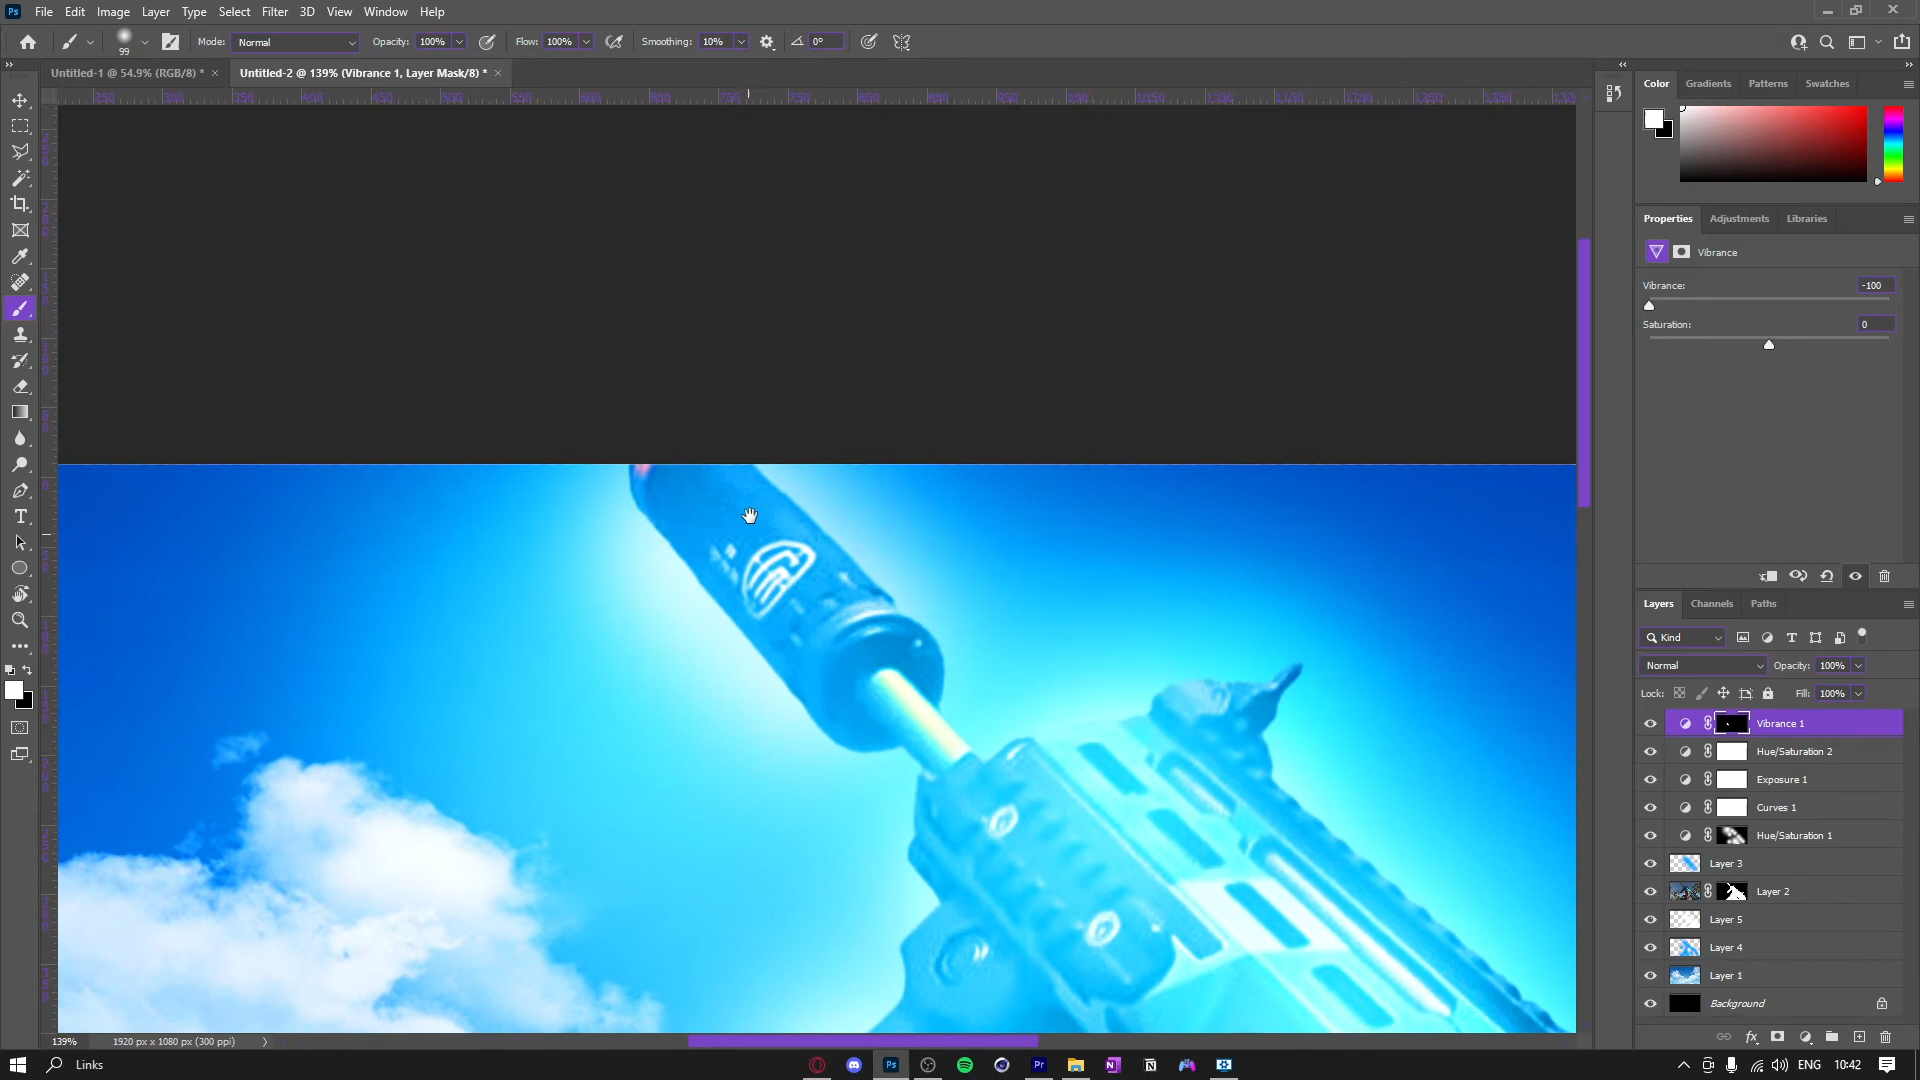 Ps File Edit Image Layer Type Select Filter 3D View Window Help
99 Mode: Normal Opacity: 100% Flow: 100% Smoothing: 10% 0°
Untitled-1 @ 54.9% (RGB/8) * × Untitled-2 @ 139% (Vibrance 1, Layer Mask/8) * ×
Color Gradients Patterns Swatches
Properties Adjustments Libraries
Vibrance
Vibrance: -100
Saturation: 0
Layers Channels Paths
Kind
Normal Opacity: 100%
Lock: Fill: 100%
Vibrance 1
Hue/Saturation 2
Exposure 1
Curves 1
Hue/Saturation 1
Layer 3
Layer 2
Layer 5
Layer 4
Layer 1
Background
139% 1920 px x 1080 px (300 ppi)
Links Ps Pr ENG 10:42